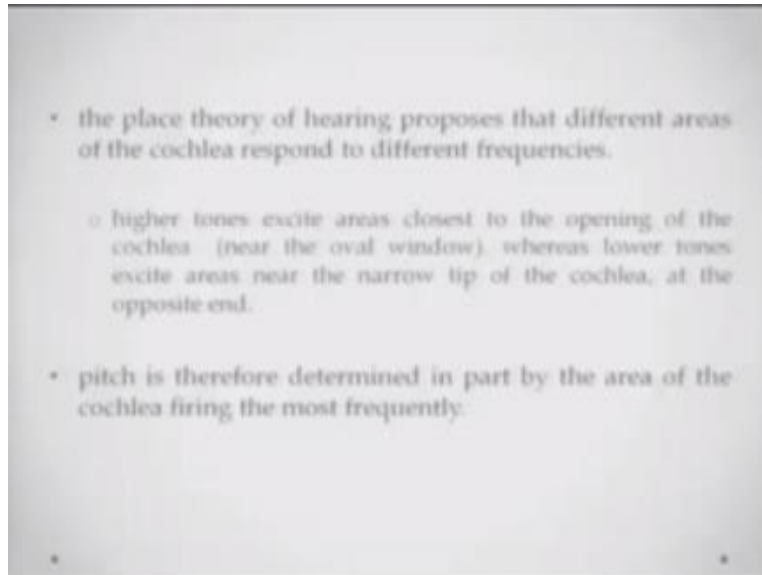 • the place theory of hearing proposes that different areas
of the cochlea respond to different frequencies.
o higher tones excite areas closest to the opening of the
cochlea (near the oval window), whereas lower tones
excite areas near the narrow tip of the cochlea, at the
opposite end.
• pitch is therefore determined in part by the area of the
cochlea firing the most frequently.